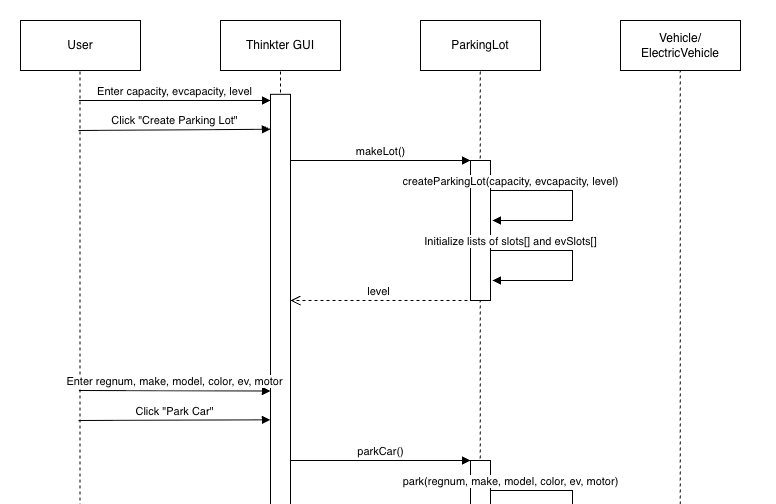 User
Thinkter GUI
ParkingLot
Vehicle/
ElectricVehicle
Enter capacity, evcapacity, level
Click "Create Parking Lot"
makeLot()
createParkingLot(capacity, evcapacity, level)
Initialize lists of slots[] and evSlots[]
level
Enter regnum, make, model, color, ev, motor
Click "Park Car"
parkCar()
park(regnum, make, model, color, ev, motor)